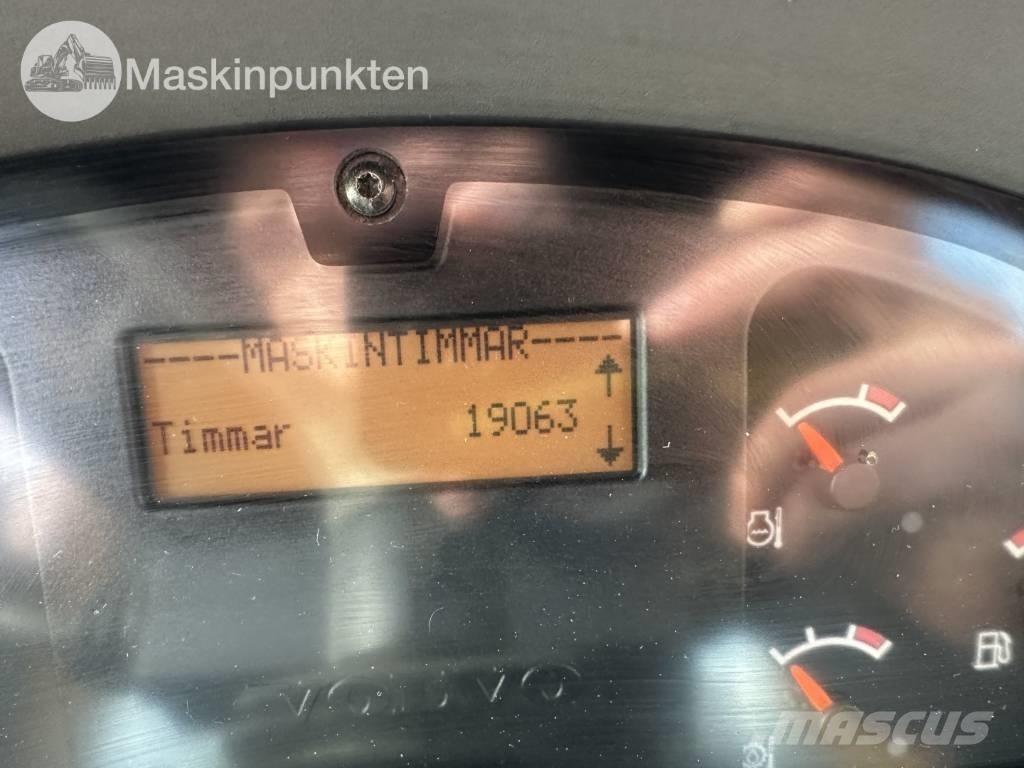 Maskinpunkten
----MASKINTIMMAR----
Timmar 19063
VOLVO
MASCUS